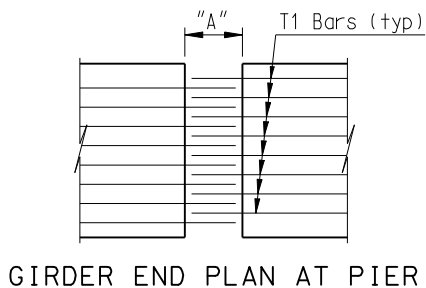 "A"
T1 Bars (typ)
GIRDER END PLAN AT PIER